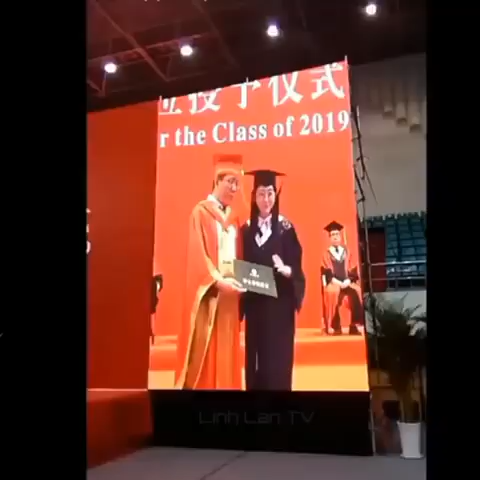 授予仪式
r the Class of 2019
Linh Lan TV